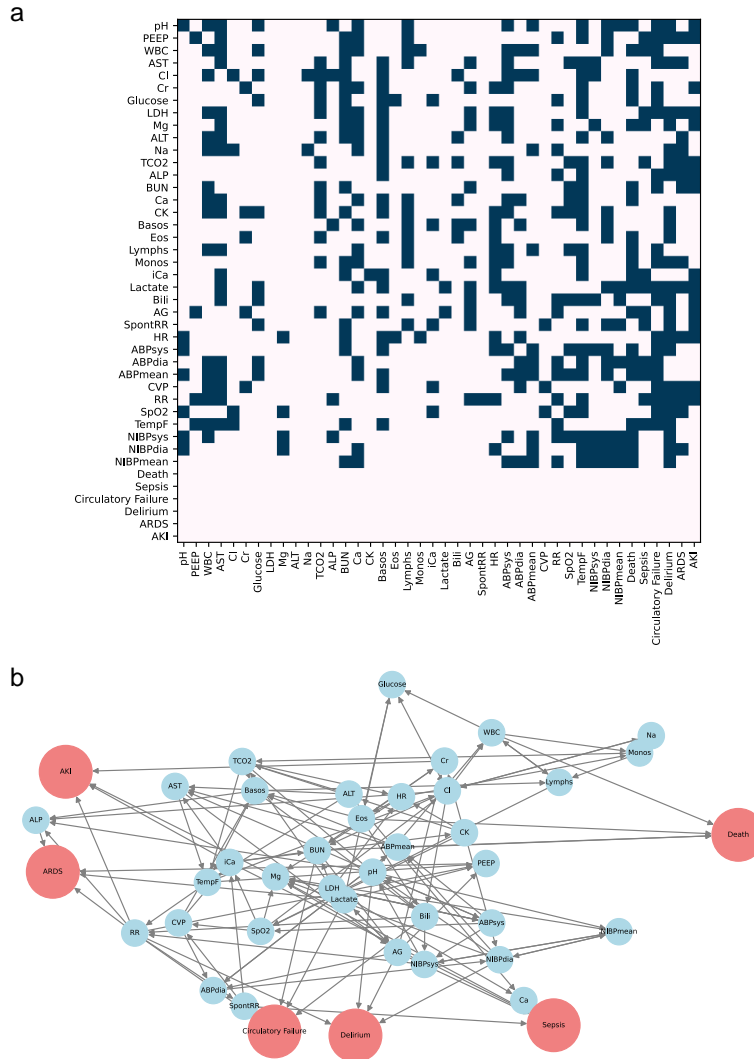 a
pH
PEEP
WBC
AST
Cl
Cr
Glucose
LDH
Mg
ALT
Na
TCO2
ALP
BUN
Ca
CK
Basos
Eos
Lymphs
Monos
iCa
Lactate
Bili
AG
SpontRR
HR
ABPsys
ABPdia
ABPmean
CVP
RR
SpO2
TempF
NIBPsys
NIBPdia
NIBPmean
Death
Sepsis
Circulatory Failure
Delirium
ARDS
AKI
pH
PEEP
WBC
AST
Cl
Cr
Glucose
LDH
Mg
ALT
Na
TCO2
ALP
BUN
Ca
CK
Basos
Eos
Lymphs
Monos
iCa
Lactate
Bili
AG
SpontRR
HR
ABPsys
ABPdia
ABPmean
CVP
RR
SpO2
TempF
NIBPsys
NIBPdia
NIBPmean
Death
Sepsis
Circulatory Failure
Delirium
ARDS
AKI
b
Glucose
WBC
Na
Monos
Cr
TCO2
AKI
Lymphs
AST
Basos
ALT
HR
Cl
Eos
ALP
CK
Death
ABPmean
BUN
iCa
PEEP
ARDS
pH
Mg
TempF
LDH
Lactate
Bili
CVP
ABPsys
RR
SpO2
NIBPmean
AG
NIBPdia
NIBPsys
ABPdia
Ca
SpontRR
Sepsis
Circulatory Failure
Delirium